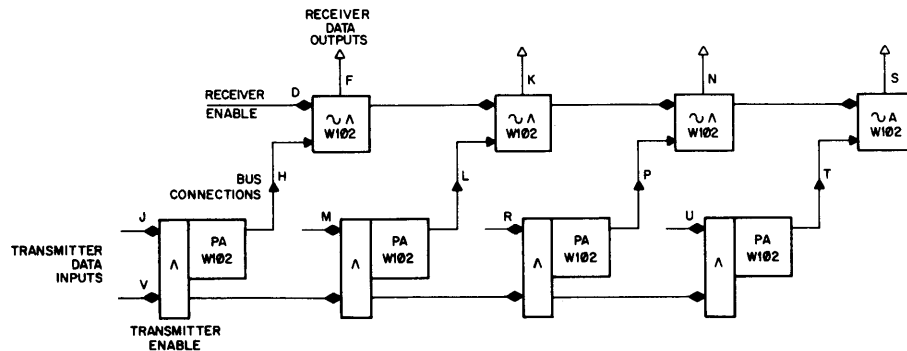 RECEIVER
DATA
OUTPUTS
F
K
N
S
RECEIVER
ENABLE
D
∿ Λ
W102
∿ Λ
W102
∿ Λ
W102
∿ A
W102
BUS
CONNECTIONS
H
L
P
T
J
M
R
U
TRANSMITTER
DATA
INPUTS
Λ
PA
W102
Λ
PA
W102
Λ
PA
W102
Λ
PA
W102
V
TRANSMITTER
ENABLE